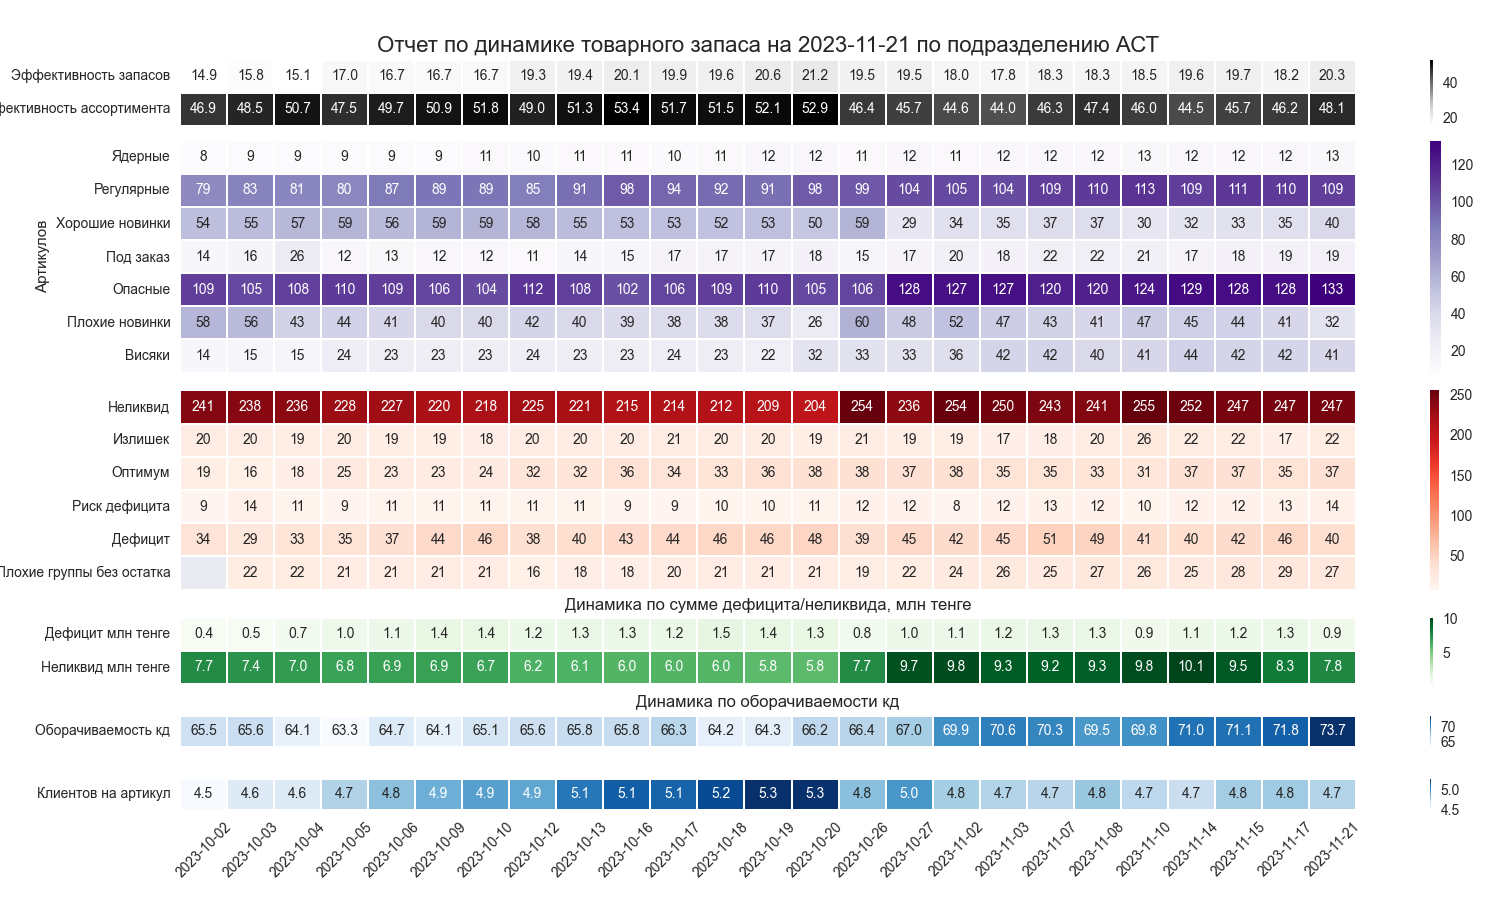 Отчет по динамике товарного запаса на 2023-11-21 по подразделению АСТ
Эффективность запасов 14.9 15.8 15.1 17.0 16.7 16.7 16.7 19.3 19.4 20.1 19.9 19.6 20.6 21.2 19.5 19.5 18.0 17.8 18.3 18.3 18.5 19.6 19.7 18.2 20.3
фективность ассортимента 46.9 48.5 50.7 47.5 49.7 50.9 51.8 49.0 51.3 53.4 51.7 51.5 52.1 52.9 46.4 45.7 44.6 44.0 46.3 47.4 46.0 44.5 45.7 46.2 48.1
40
20
Артикулов
Ядерные 8 9 9 9 9 9 11 10 11 11 10 11 12 12 11 12 11 12 12 12 13 12 12 12 13
Регулярные 79 83 81 80 87 89 89 85 91 98 94 92 91 98 99 104 105 104 109 110 113 109 111 110 109
Хорошие новинки 54 55 57 59 56 59 59 58 55 53 53 52 53 50 59 29 34 35 37 37 30 32 33 35 40
Под заказ 14 16 26 12 13 12 12 11 14 15 17 17 17 18 15 17 20 18 22 22 21 17 18 19 19
Опасные 109 105 108 110 109 106 104 112 108 102 106 109 110 105 106 128 127 127 120 120 124 129 128 128 133
Плохие новинки 58 56 43 44 41 40 40 42 40 39 38 38 37 26 60 48 52 47 43 41 47 45 44 41 32
Висяки 14 15 15 24 23 23 23 24 23 23 24 23 22 32 33 33 36 42 42 40 41 44 42 42 41
120
100
80
60
40
20
Неликвид 241 238 236 228 227 220 218 225 221 215 214 212 209 204 254 236 254 250 243 241 255 252 247 247 247
Излишек 20 20 19 20 19 19 18 20 20 20 21 20 20 19 21 19 19 17 18 20 26 22 22 17 22
Оптимум 19 16 18 25 23 23 24 32 32 36 34 33 36 38 38 37 38 35 35 33 31 37 37 35 37
Риск дефицита 9 14 11 9 11 11 11 11 11 9 9 10 10 11 12 12 8 12 13 12 10 12 12 13 14
Дефицит 34 29 33 35 37 44 46 38 40 43 44 46 46 48 39 45 42 45 51 49 41 40 42 46 40
Плохие группы без остатка 22 22 21 21 21 21 16 18 18 20 21 21 21 19 22 24 26 25 27 26 25 28 29 27
250
200
150
100
50
Динамика по сумме дефицита/неликвида, млн тенге
Дефицит млн тенге 0.4 0.5 0.7 1.0 1.1 1.4 1.4 1.2 1.3 1.3 1.2 1.5 1.4 1.3 0.8 1.0 1.1 1.2 1.3 1.3 0.9 1.1 1.2 1.3 0.9
Неликвид млн тенге 7.7 7.4 7.0 6.8 6.9 6.9 6.7 6.2 6.1 6.0 6.0 6.0 5.8 5.8 7.7 9.7 9.8 9.3 9.2 9.3 9.8 10.1 9.5 8.3 7.8
10
5
Динамика по оборачиваемости кд
Оборачиваемость кд 65.5 65.6 64.1 63.3 64.7 64.1 65.1 65.6 65.8 65.8 66.3 64.2 64.3 66.2 66.4 67.0 69.9 70.6 70.3 69.5 69.8 71.0 71.1 71.8 73.7
70
65
Клиентов на артикул 4.5 4.6 4.6 4.7 4.8 4.9 4.9 4.9 5.1 5.1 5.1 5.2 5.3 5.3 4.8 5.0 4.8 4.7 4.7 4.8 4.7 4.7 4.8 4.8 4.7
5.0
4.5
2023-10-02 2023-10-03 2023-10-04 2023-10-05 2023-10-06 2023-10-09 2023-10-10 2023-10-12 2023-10-13 2023-10-16 2023-10-17 2023-10-18 2023-10-19 2023-10-20 2023-10-26 2023-10-27 2023-11-02 2023-11-03 2023-11-07 2023-11-08 2023-11-10 2023-11-14 2023-11-15 2023-11-17 2023-11-21